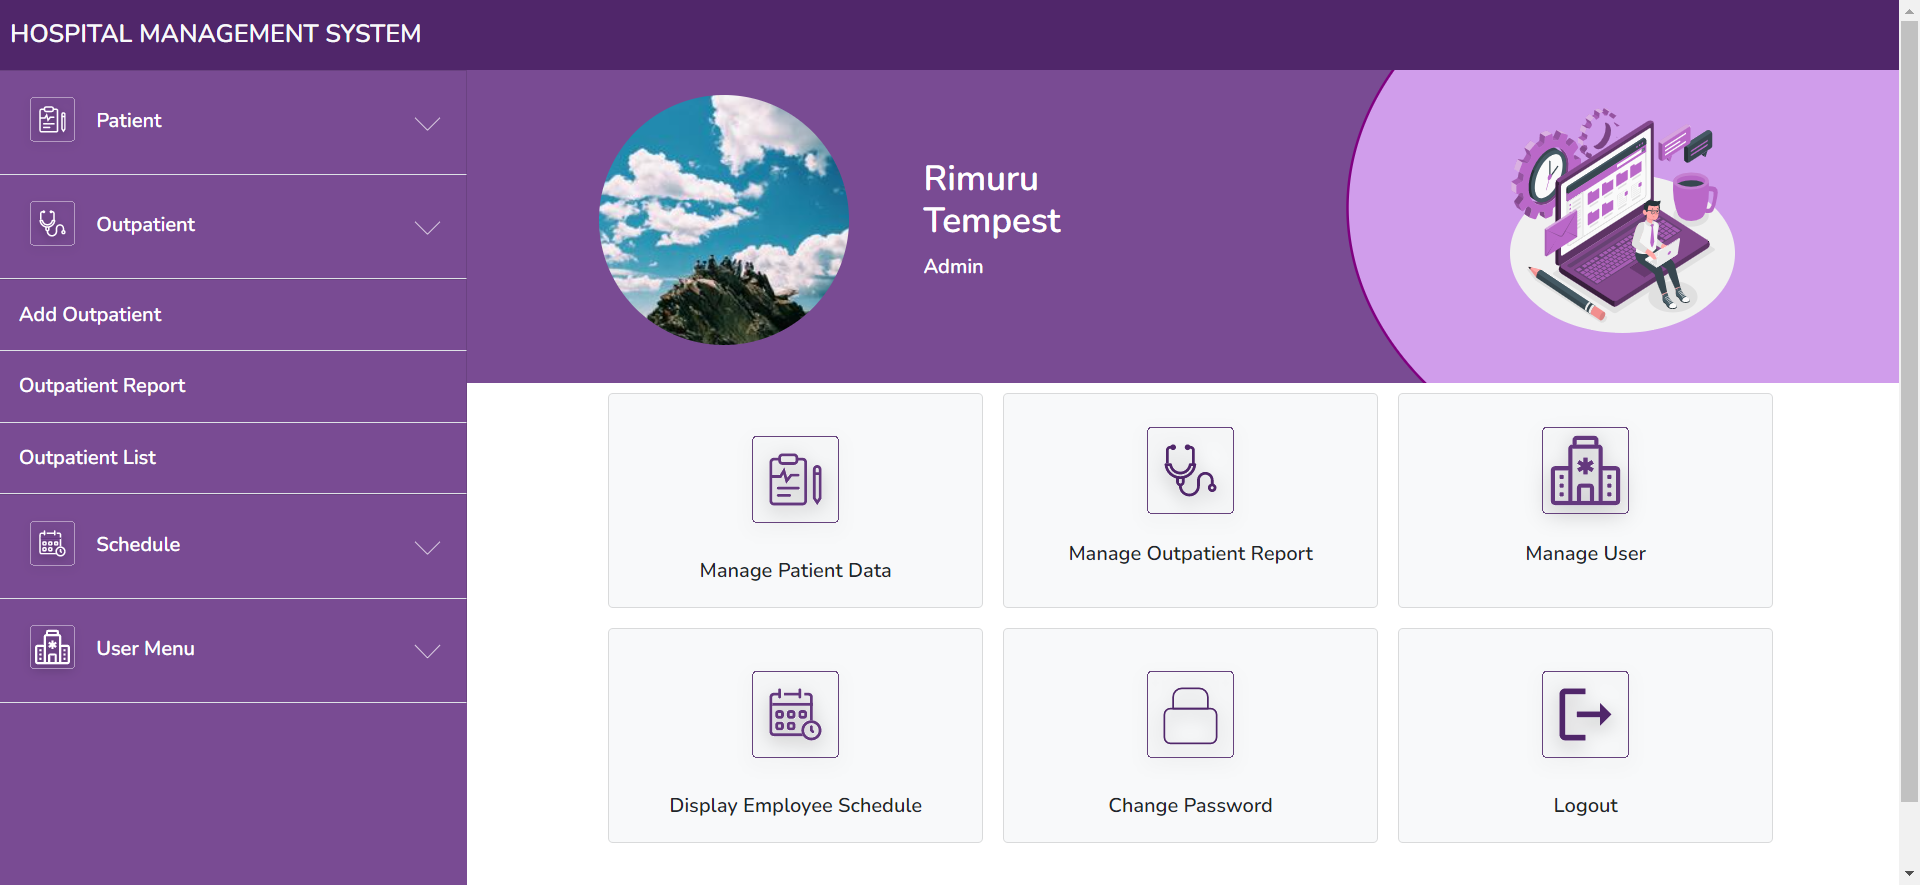 HOSPITAL MANAGEMENT SYSTEM
Patient
Outpatient
Add Outpatient
Outpatient Report
Outpatient List
Schedule
User Menu
Rimuru
Tempest
Admin
Manage Patient Data
Manage Outpatient Report
Manage User
Display Employee Schedule
Change Password
Logout